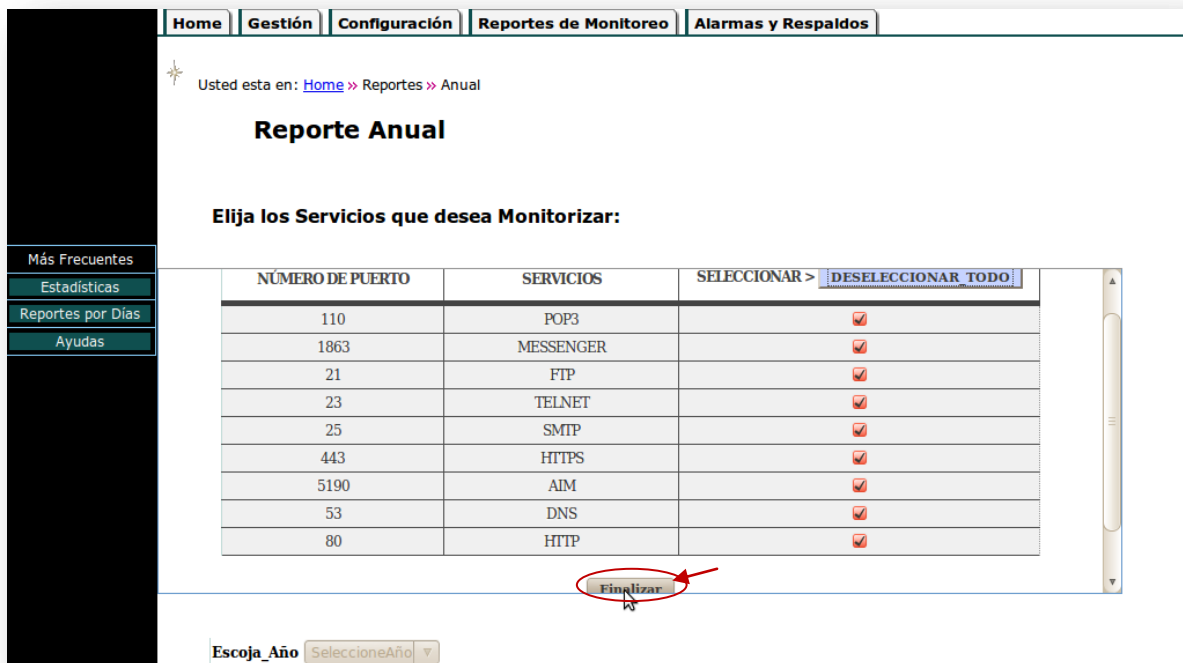 Home Gestión Configuración Reportes de Monitoreo Alarmas y Respaldos
Usted esta en: Home » Reportes » Anual
Reporte Anual
Elija los Servicios que desea Monitorizar:
Más Frecuentes
Estadísticas
Reportes por Días
Ayudas
NÚMERO DE PUERTO SERVICIOS SELECCIONAR > DESELECCIONAR_TODO
110 POP3
1863 MESSENGER
21 FTP
23 TELNET
25 SMTP
443 HTTPS
5190 AIM
53 DNS
80 HTTP
Finalizar
Escoja_Año SeleccioneAño